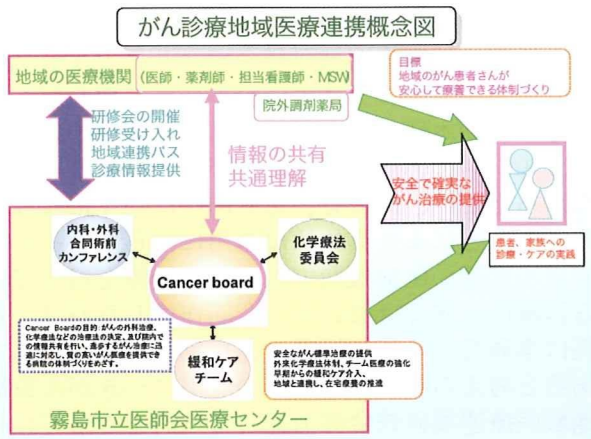 がん診療地域医療連携概念図
地域の医療機関 (医師・薬剤師・担当看護師・MSW)
院外調剤薬局
目標
地域のがん患者さんが
安心して療養できる体制づくり
研修会の開催
研修受け入れ
地域連携パス
診療情報提供
情報の共有
共通理解
安全で確実な
がん治療の提供
患者、家族への
診療・ケアの実践
内科・外科
合同術前
カンファレンス
化学療法
委員会
Cancer board
緩和ケア
チーム
Cancer Boardの目的:がんの外科治療、
化学療法などの治療法の決定、及び院内で
の情報共有を行い、進歩するがん治療に迅
速に対応し、質の高いがん医療を提供でき
る病院の体制づくりをめざす。
安全ながん標準治療の提供
外来化学療法体制、チーム医療の強化
早期からの緩和ケア介入、
地域と連携し、在宅療養の推進
霧島市立医師会医療センター